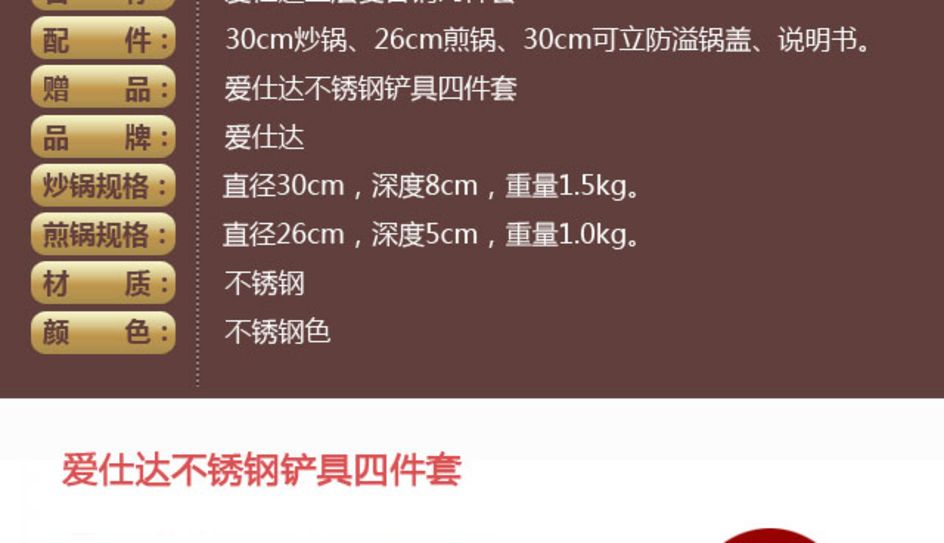 配件：30cm炒锅、26cm煎锅、30cm可立防溢锅盖、说明书。
赠品：爱仕达不锈钢铲具四件套
品牌：爱仕达
炒锅规格：直径30cm，深度8cm，重量1.5kg。
煎锅规格：直径26cm，深度5cm，重量1.0kg。
材质：不锈钢
颜色：不锈钢色
爱仕达不锈钢铲具四件套